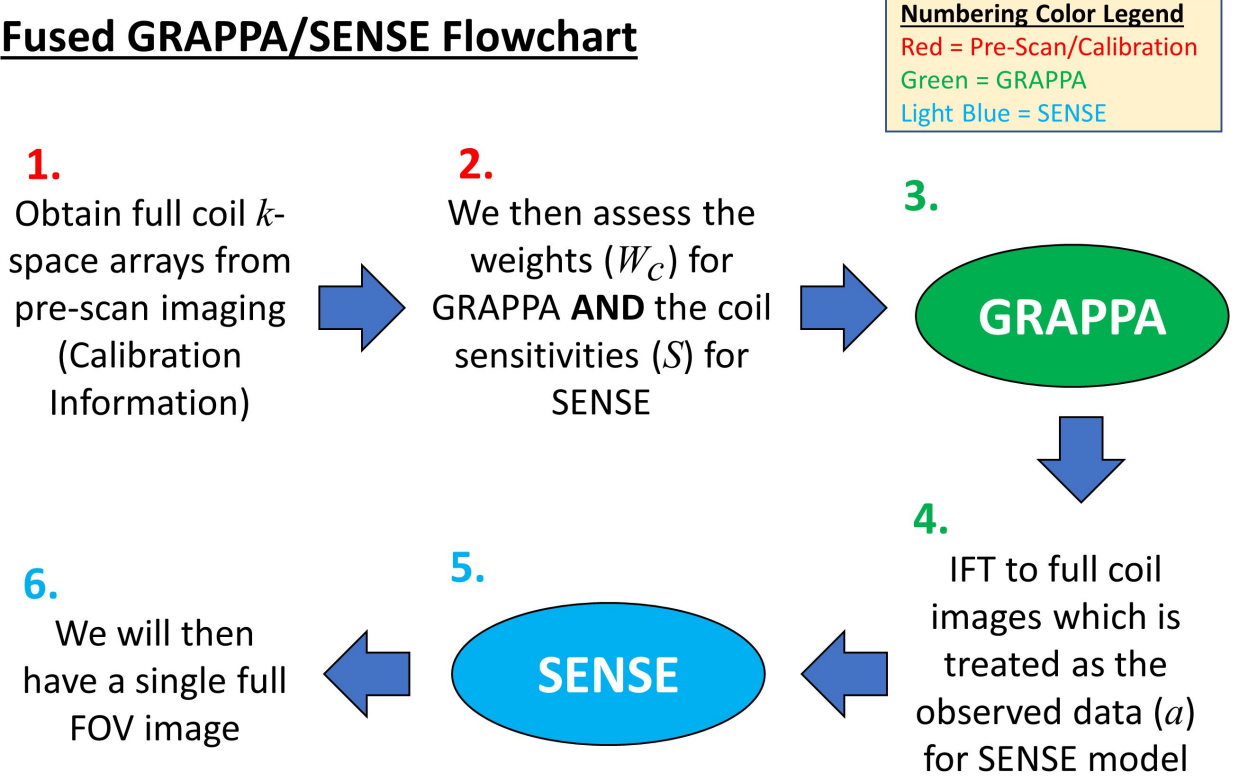 Fused GRAPPA/SENSE Flowchart
Numbering Color Legend
Red = Pre-Scan/Calibration
Green = GRAPPA
Light Blue = SENSE
1.
Obtain full coil k-
space arrays from
pre-scan imaging
(Calibration
Information)
2.
We then assess the
weights (W_C) for
GRAPPA AND the coil
sensitivities (S) for
SENSE
3.
GRAPPA
4.
IFT to full coil
images which is
treated as the
observed data (a)
for SENSE model
5.
SENSE
6.
We will then
have a single full
FOV image